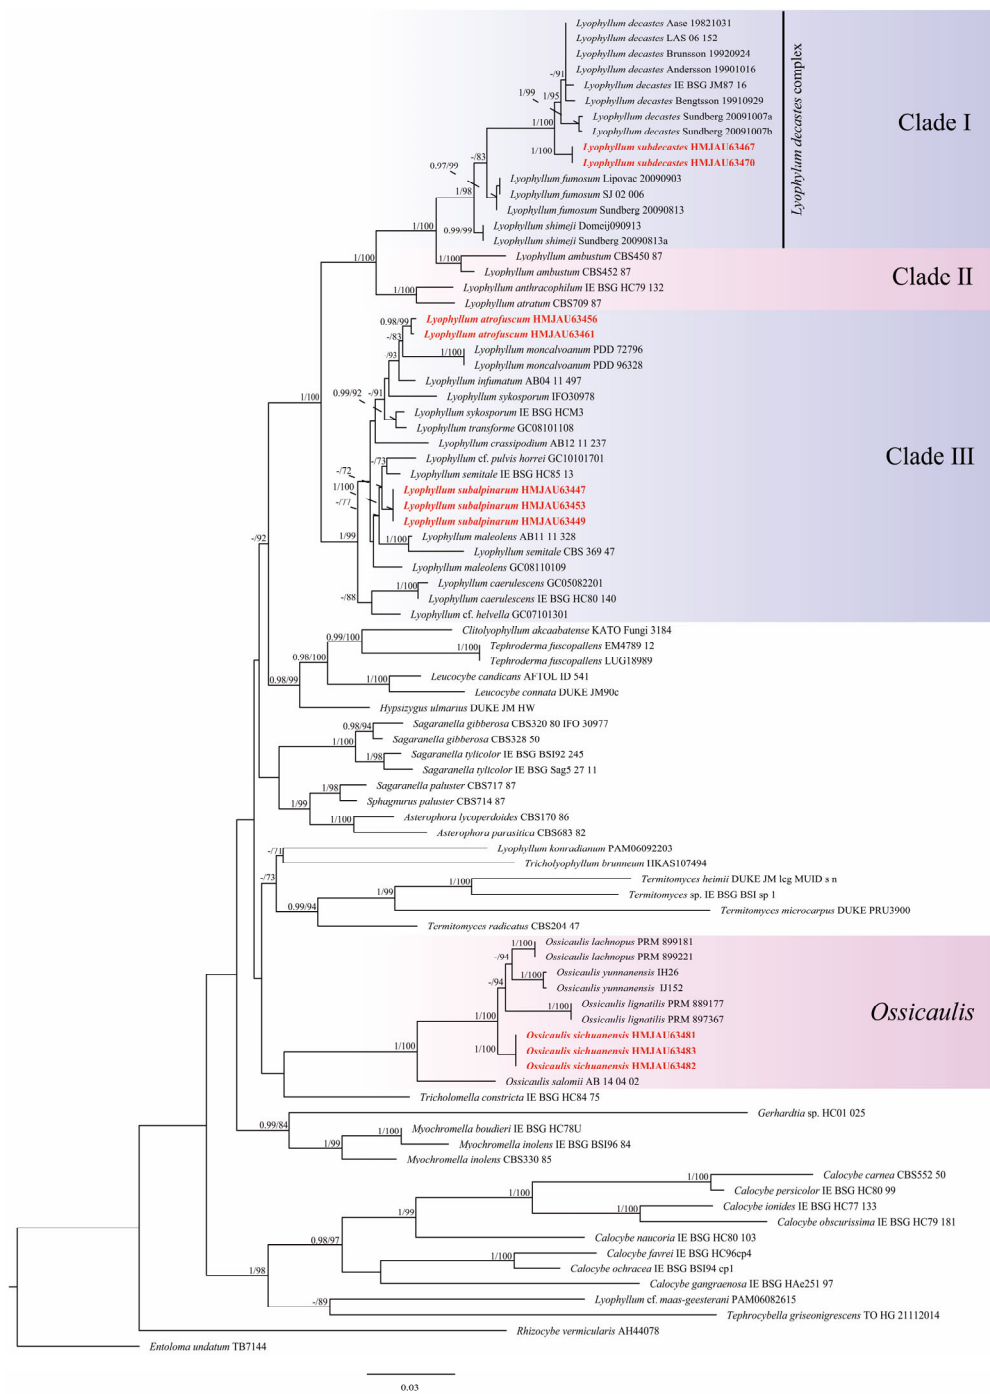 Lyophyllum decastes Aase 19821031
Lyophyllum decastes LAS 06 152
Lyophyllum decastes Brunsson 19920924
Lyophyllum decastes Andersson 19901016
-/91
Lyophyllum decastes IE BSG JM87 16
1/99
1/95
Lyophyllum decastes Bengtsson 19910929
Lyophyllum decastes Sundberg 20091007a
1/100
Lyophyllum decastes Sundberg 20091007b
Lyophyllum subdecastes HMJAU63467
1/100
Lyophyllum subdecastes HMJAU63470
-/83
0.97/99
Lyophyllum fumosum Lipovac 20090903
1/98
Lyophyllum fumosum SJ 02 006
Lyophyllum fumosum Sundberg 20090813
1/100
Lyophyllum shimeji Domeij090913
0.99/99
Lyophyllum shimeji Sundberg 20090813a
Lyophylum decastes complex
Clade I
1/100
1/100
Lyophyllum ambustum CBS450 87
Lyophyllum ambustum CBS452 87
Clade II
1/100
Lyophyllum anthracophilum IE BSG HC79 132
Lyophyllum atratum CBS709 87
0.98/99
Lyophyllum atrofuscum HMJAU63456
Lyophyllum atrofuscum HMJAU63461
-/83
1/100
Lyophyllum moncalvoanum PDD 72796
/93
Lyophyllum moncalvoanum PDD 96328
Lyophyllum infumatum AB04 11 497
0.99/92
-/91
Lyophyllum sykosporum IFO30978
1/100
Lyophyllum sykosporum IE BSG HCM3
Lyophyllum transforme GC08101108
Lyophyllum crassipodium AB12 11 237
Clade III
-/73
Lyophyllum cf. pulvis horrei GC10101701
-/72
Lyophyllum semitale IE BSG HC85 13
1/100
Lyophyllum subalpinarum HMJAU63447
-/77
Lyophyllum subalpinarum HMJAU63453
Lyophyllum subalpinarum HMJAU63449
-/92
1/99
1/100
Lyophyllum maleolens AB11 11 328
Lyophyllum semitale CBS 369 47
Lyophyllum maleolens GC08110109
1/100
Lyophyllum caerulescens GC05082201
-/88
Lyophyllum caerulescens IE BSG HC80 140
Lyophyllum cf. helvella GC07101301
0.99/100
Clitolyophyllum akcaabatense KATO Fungi 3184
1/100
Tephroderma fuscopallens EM4789 12
0.98/100
Tephroderma fuscopallens LUG18989
0.98/99
1/100
Leucocybe candicans AFTOL ID 541
Leucocybe connata DUKE JM90c
Hypsizygus ulmarius DUKE JM HW
0.98/94
Sagaranella gibberosa CBS320 80 IFO 30977
1/100
Sagaranella gibberosa CBS328 50
1/98
Sagaranella tylicolor IE BSG BSI92 245
Sagaranella tylicolor IE BSG Sag5 27 11
1/98
Sagaranella paluster CBS717 87
1/99
Sphagnurus paluster CBS714 87
1/100
Asterophora lycoperdoides CBS170 86
Asterophora parasitica CBS683 82
-/71
Lyophyllum konradianum PAM06092203
Tricholyophyllum brunneum HKAS107494
-/73
1/100
Termitomyces heimii DUKE JM leg MUID s n
1/99
Termitomyces sp. IE BSG BSI sp 1
0.99/94
Termitomyces microcarpus DUKE PRU3900
Termitomyces radicatus CBS204 47
1/100
Ossicaulis lachnopus PRM 899181
-/94
Ossicaulis lachnopus PRM 899221
1/100
Ossicaulis yunnanensis IH26
-/94
Ossicaulis yunnanensis IJ152
1/100
Ossicaulis lignatilis PRM 889177
1/100
Ossicaulis lignatilis PRM 897367
Ossicaulis
1/100
1/100
Ossicaulis sichuanensis HMJAU63481
Ossicaulis sichuanensis HMJAU63483
Ossicaulis sichuanensis HMJAU63482
Ossicaulis salomii AB 14 04 02
Tricholomella constricta IE BSG HC84 75
0.99/84
Gerhardtia sp. HC01 025
1/100
Myochromella boudieri IE BSG HC78U
1/99
Myochromella inolens IE BSG BSI96 84
Myochromella inolens CBS330 85
1/100
Calocybe carnea CBS552 50
1/100
Calocybe persicolor IE BSG HC80 99
1/99
1/100
Calocybe ionides IE BSG HC77 133
Calocybe obscurissima IE BSG HC79 181
0.98/97
Calocybe naucoria IE BSG HC80 103
1/100
Calocybe favrei IE BSG HC96cp4
Calocybe ochracea IE BSG BSI94 cp1
1/98
Calocybe gangraenosa IE BSG HAe251 97
-/89
Lyophyllum cf. maas-geesterani PAM06082615
Tephrocybella griseonigrescens TO HG 21112014
Rhizocybe vermicularis AH44078
Entoloma undatum TB7144
0.03